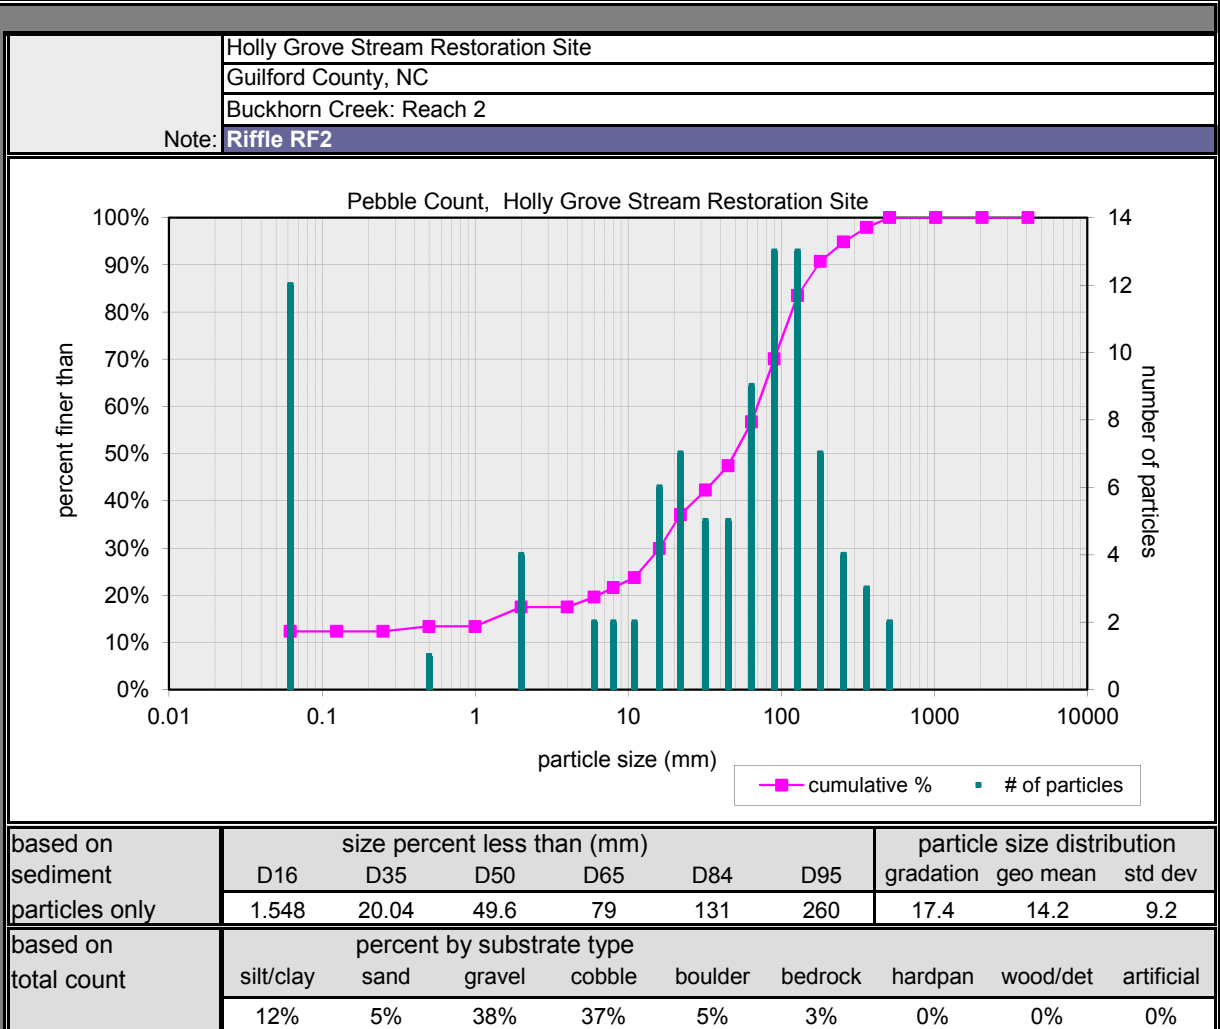 Holly Grove Stream Restoration Site
Guilford County, NC
Buckhorn Creek: Reach 2
Note: Riffle RF2
Pebble Count, Holly Grove Stream Restoration Site
percent finer than
100%
90%
80%
70%
60%
50%
40%
30%
20%
10%
0%
14
12
10
8
6
4
2
0
number of particles
0.01 0.1 1 10 100 1000 10000
particle size (mm)
cumulative % # of particles
based on size percent less than (mm) particle size distribution
sediment D16 D35 D50 D65 D84 D95 gradation geo mean std dev
particles only 1.548 20.04 49.6 79 131 260 17.4 14.2 9.2
based on percent by substrate type
total count silt/clay sand gravel cobble boulder bedrock hardpan wood/det artificial
12% 5% 38% 37% 5% 3% 0% 0% 0%